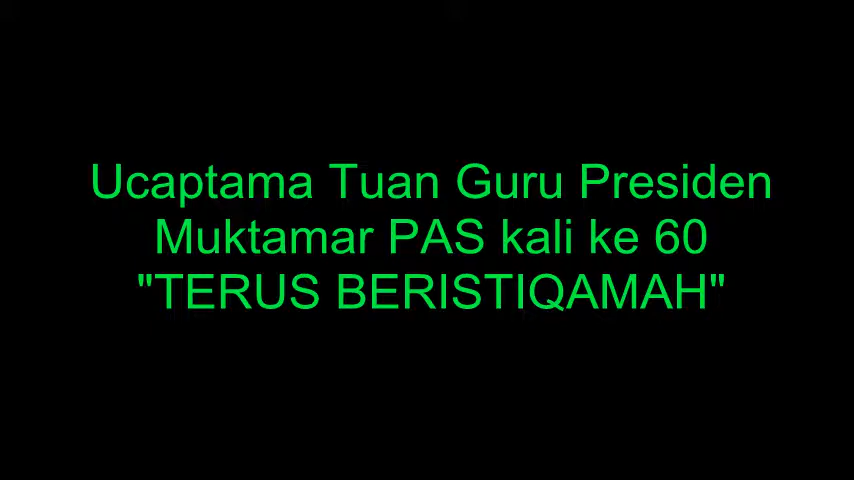 Ucaptama Tuan Guru Presiden
Muktamar PAS kali ke 60
"TERUS BERISTIQAMAH"